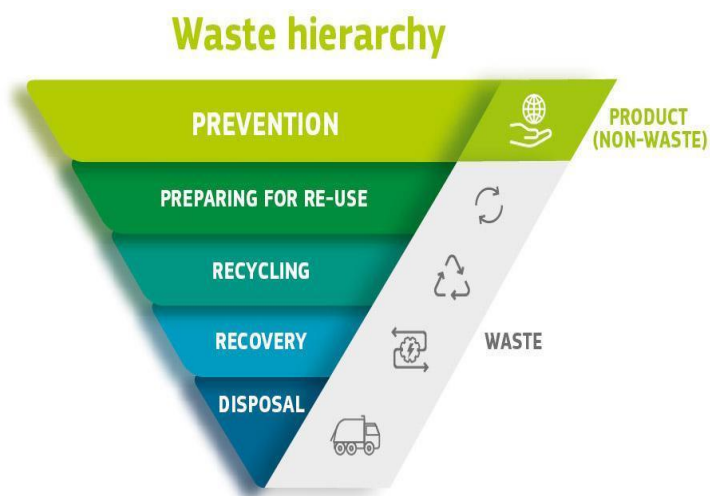 Waste hierarchy
PREVENTION
PRODUCT
(NON-WASTE)
PREPARING FOR RE-USE
RECYCLING
RECOVERY
WASTE
DISPOSAL